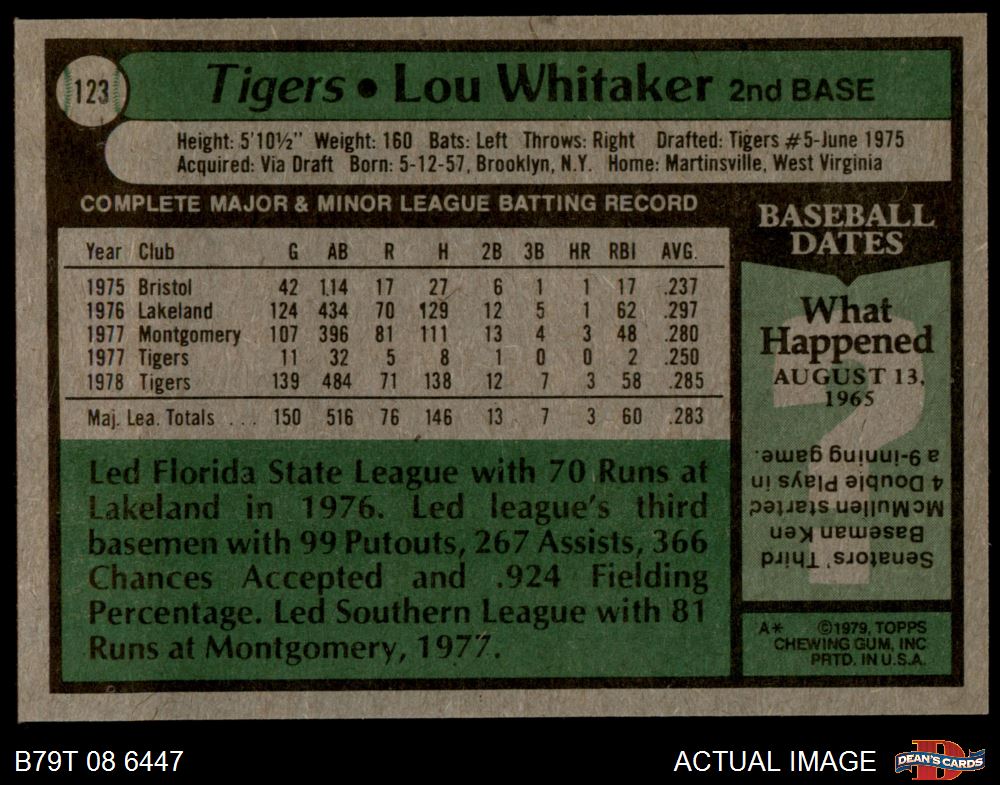 123
Tigers • Lou Whitaker 2nd BASE
Height: 5'10½" Weight: 160 Bats: Left Throws: Right Drafted: Tigers #5-June 1975
Acquired: Via Draft Born: 5-12-57, Brooklyn, N.Y. Home: Martinsville, West Virginia
COMPLETE MAJOR & MINOR LEAGUE BATTING RECORD
Year Club G AB R H 2B 3B HR RBI AVG.
1975 Bristol 42 114 17 27 6 1 1 17 .237
1976 Lakeland 124 434 70 129 12 5 1 62 .297
1977 Montgomery 107 396 81 111 13 4 3 48 .280
1977 Tigers 11 32 5 8 1 0 0 2 .250
1978 Tigers 139 484 71 138 12 7 3 58 .285
Maj. Lea. Totals . . . 150 516 76 146 13 7 3 60 .283
Led Florida State League with 70 Runs at
Lakeland in 1976. Led league's third
basemen with 99 Putouts, 267 Assists, 366
Chances Accepted and .924 Fielding
Percentage. Led Southern League with 81
Runs at Montgomery, 1977.
BASEBALL
DATES
What
Happened
AUGUST 13,
1965
?
Senators' Third
Baseman Ken
McMullen started
4 Double Plays in
a 9-inning game.
A* ©1979, TOPPS
CHEWING GUM, INC
PRTD. IN U.S.A.
B79T 08 6447
ACTUAL IMAGE
D
DEAN'S CARDS